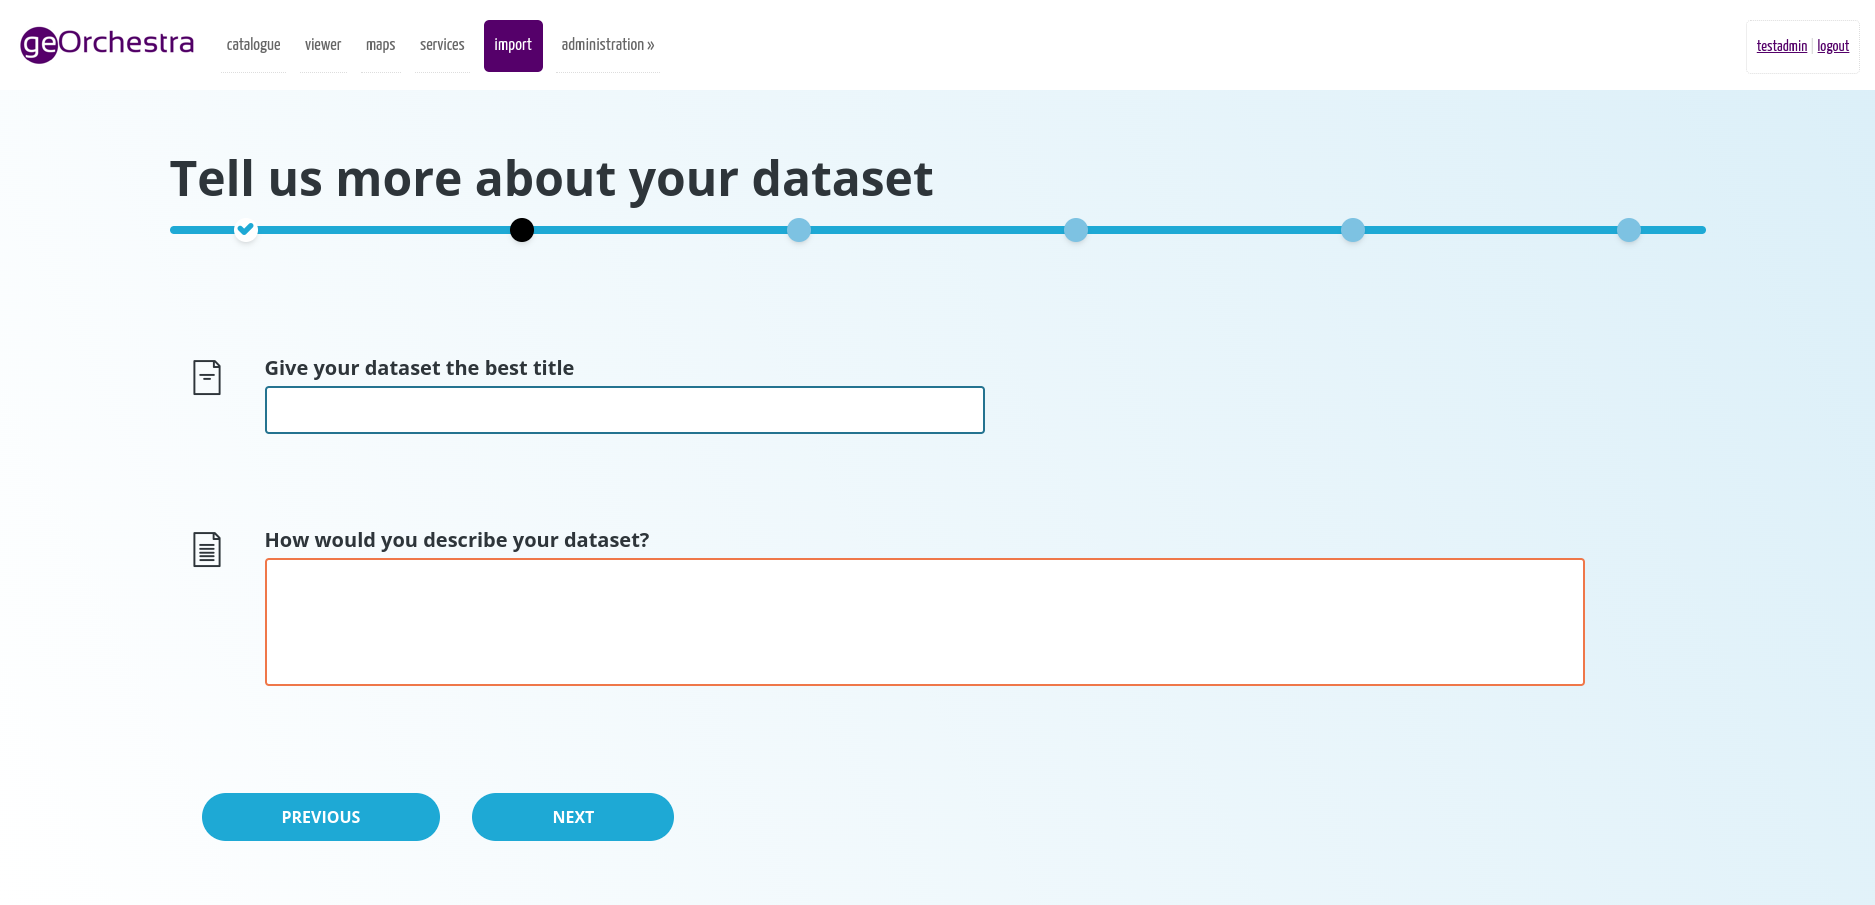 geOrchestra
catalogue viewer maps services import administration »
testadmin | logout
Tell us more about your dataset
Give your dataset the best title
How would you describe your dataset?
PREVIOUS NEXT